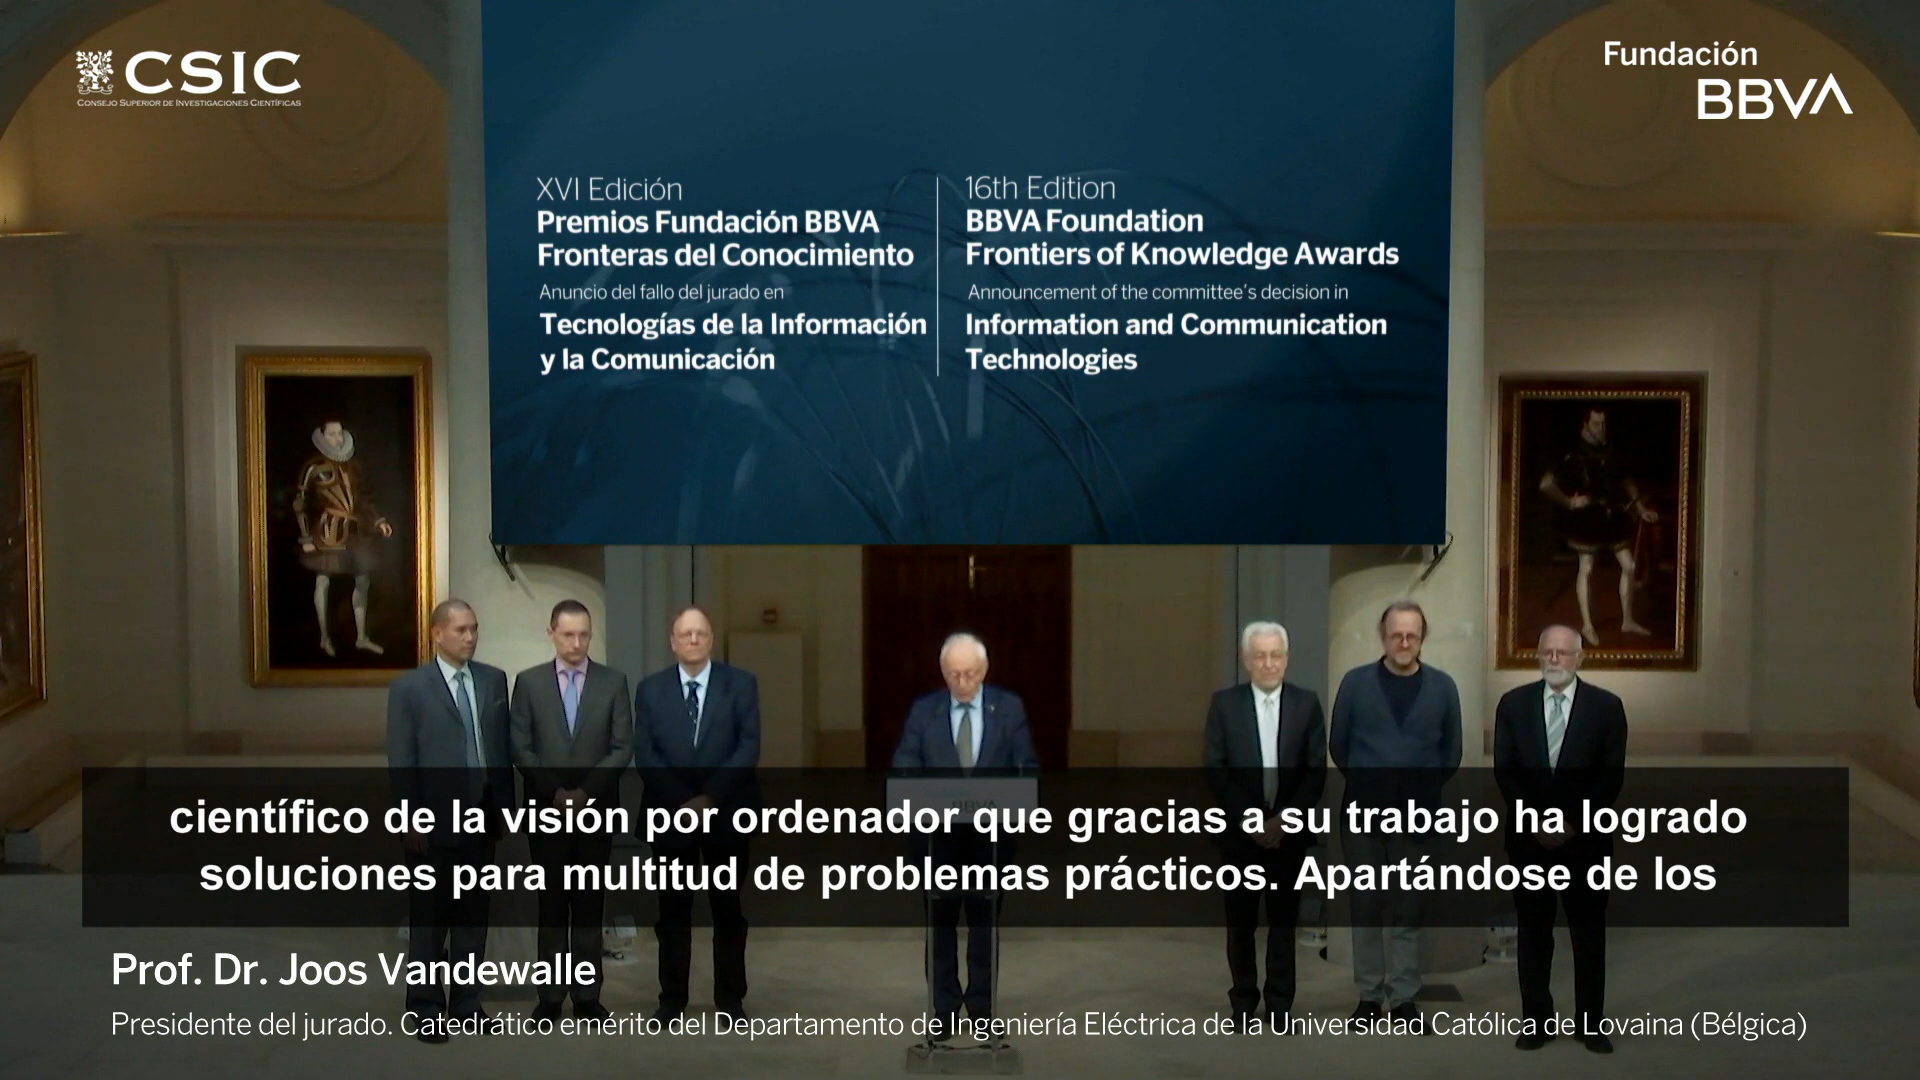 CSIC
CONSEJO SUPERIOR DE INVESTIGACIONES CIENTÍFICAS
Fundación
BBVA
XVI Edición
Premios Fundación BBVA
Fronteras del Conocimiento
Anuncio del fallo del jurado en
Tecnologías de la Información
y la Comunicación
16th Edition
BBVA Foundation
Frontiers of Knowledge Awards
Announcement of the committee's decision in
Information and Communication
Technologies
BBVA
científico de la visión por ordenador que gracias a su trabajo ha logrado
soluciones para multitud de problemas prácticos. Apartándose de los
Prof. Dr. Joos Vandewalle
Presidente del jurado. Catedrático emérito del Departamento de Ingeniería Eléctrica de la Universidad Católica de Lovaina (Bélgica)